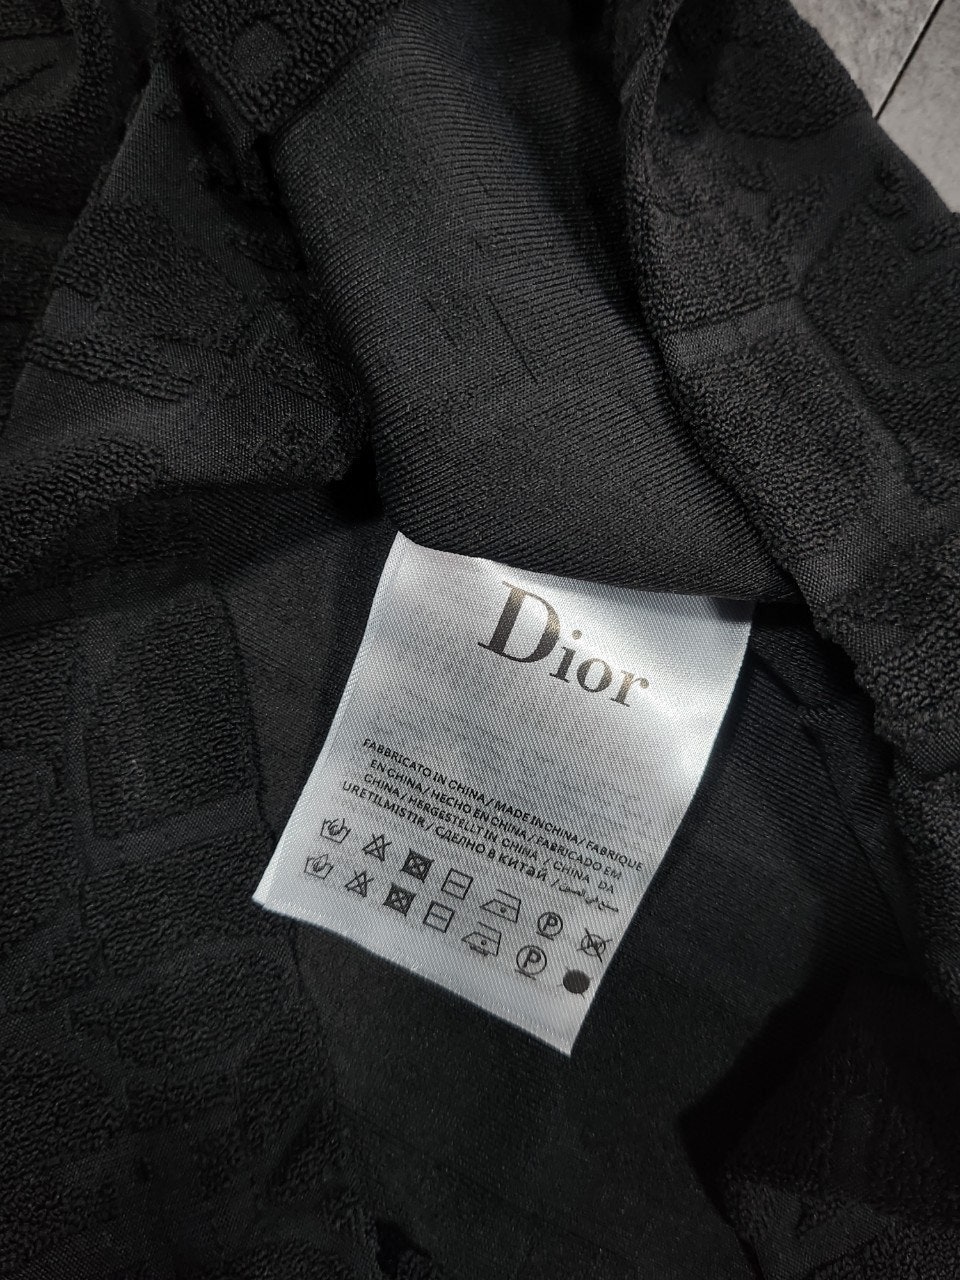 Dior
FABBRICATO IN CHINA / MADE IN CHINA / FABRIQUE
EN CHINA / HECHO EN CHINA / FABRICADO EM
CHINA / HERGESTELLT IN CHINA / CHINA DA
URETILMISTIR / СДЕЛНО В КИТАЙ /
P
P